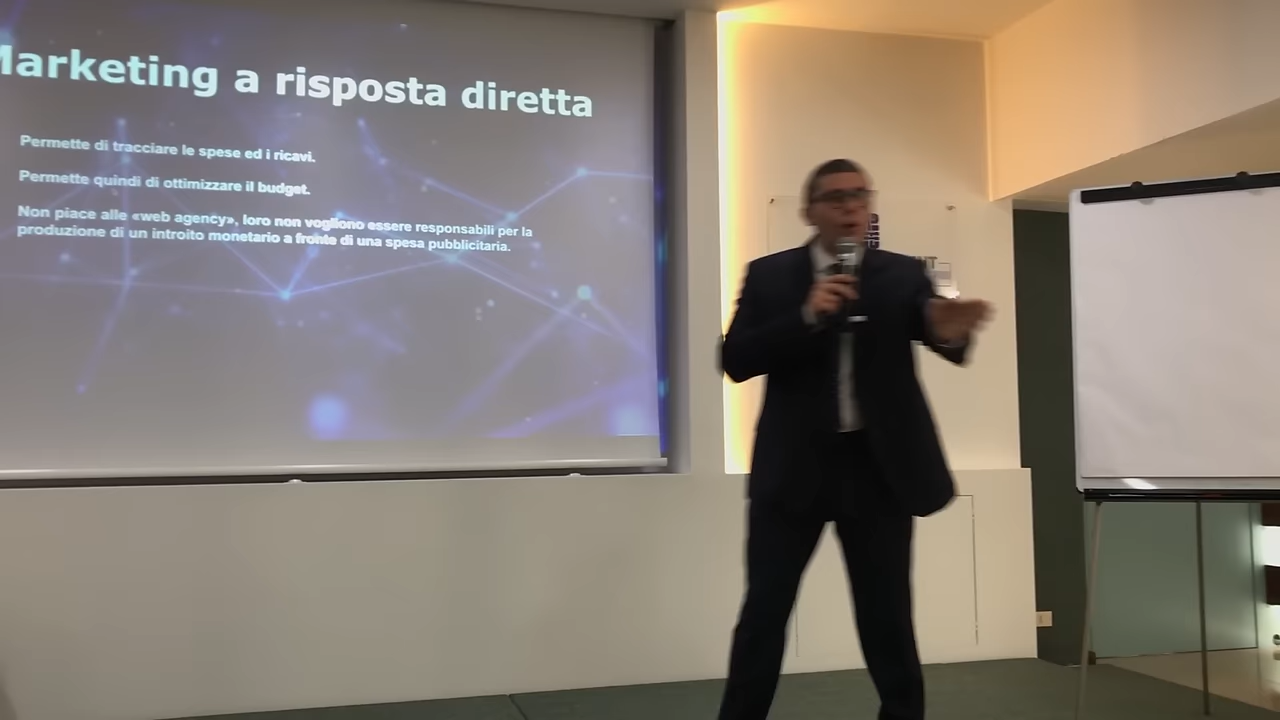 Marketing a risposta diretta
Permette di tracciare le spese ed i ricavi.
Permette quindi di ottimizzare il budget.
Non piace alle «web agency», loro non vogliono essere responsabili per la
produzione di un introito monetario a fronte di una spesa pubblicitaria.